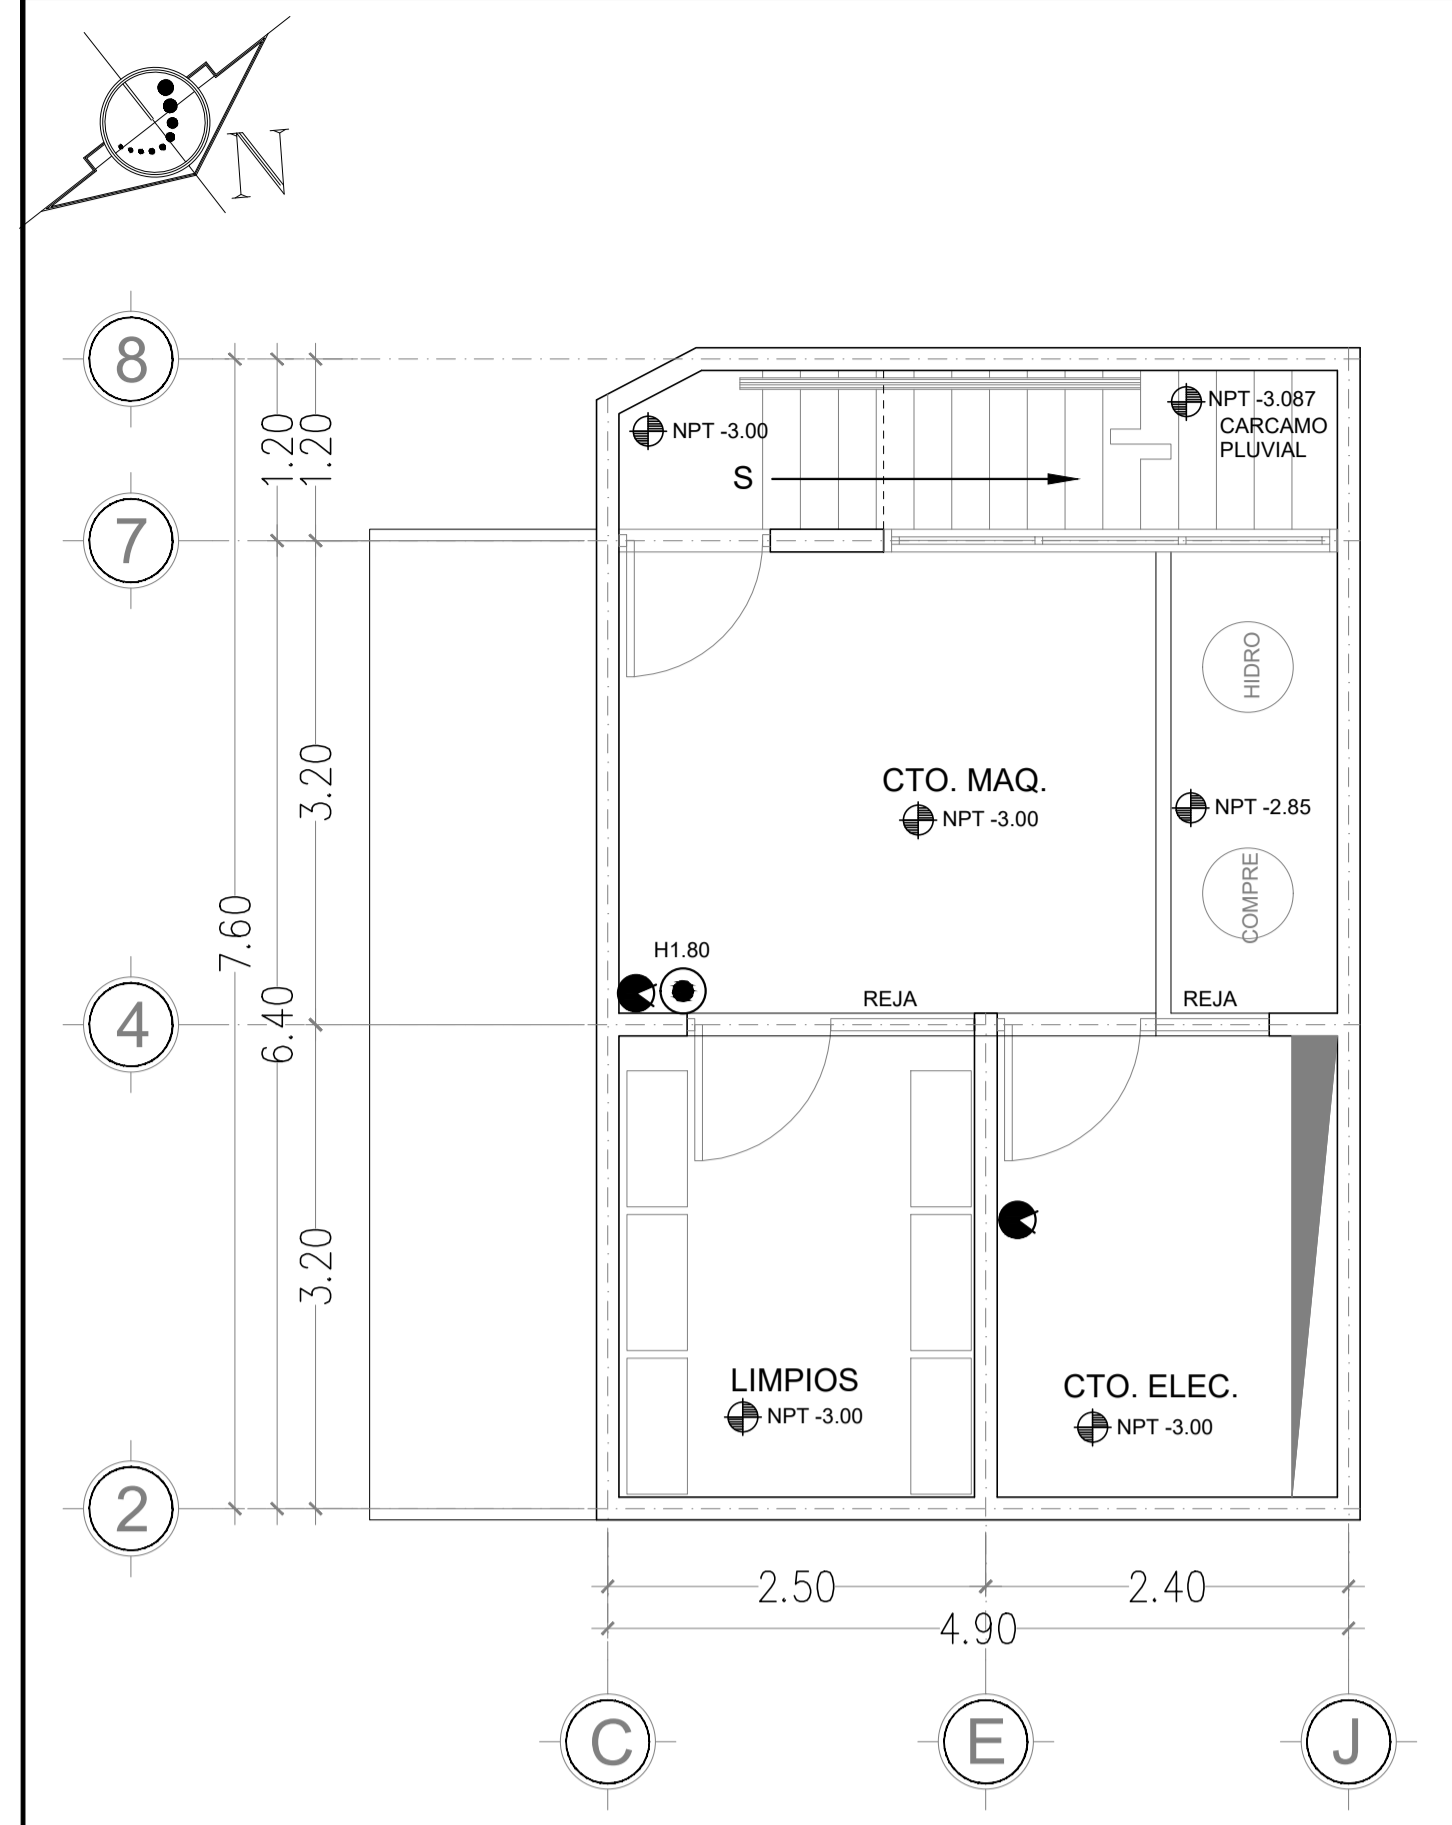 N
8
NPT -3.087
CARCAMO
PLUVIAL
NPT -3.00
1.20
1.20
S
7
HIDRO
3.20
CTO. MAQ.
NPT -3.00
NPT -2.85
COMPRE
7.60
H1.80
REJA
REJA
6.40
4
3.20
LIMPIOS
NPT -3.00
CTO. ELEC.
NPT -3.00
2
2.50
2.40
4.90
C
E
J